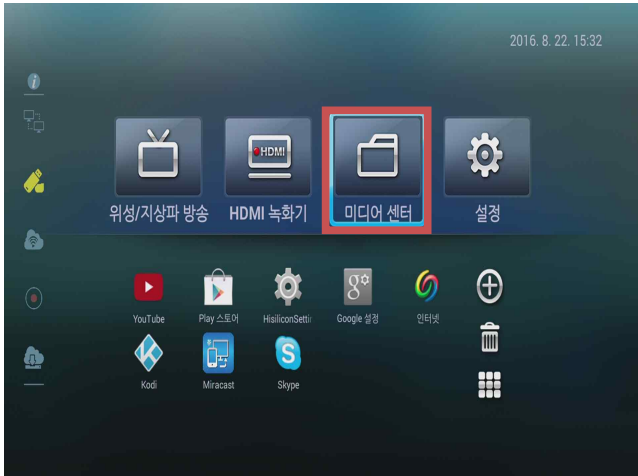 2016. 8. 22. 15:32
HDMI
위성/지상파 방송
HDMI 녹화기
미디어 센터
설정
YouTube
Play 스토어
HisiliconSettir
Google 설정
인터넷
Kodi
Miracast
Skype